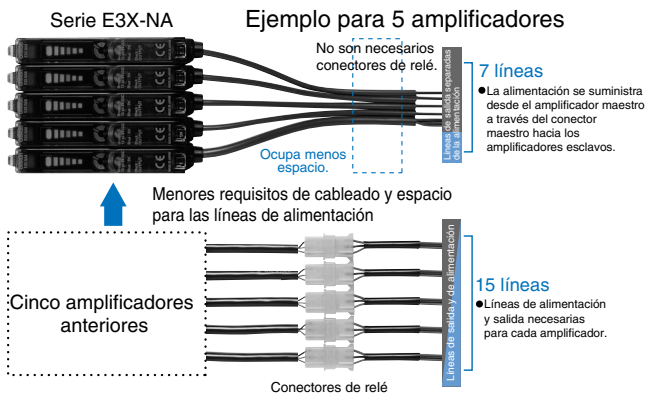 Serie E3X-NA
Ejemplo para 5 amplificadores
No son necesarios
conectores de relé.
Líneas de salida separadas
de la alimentación
7 líneas
●La alimentación se suministra
desde el amplificador maestro
a través del conector
maestro hacia los
amplificadores esclavos.
Ocupa menos
espacio.
Menores requisitos de cableado y espacio
para las líneas de alimentación
Cinco amplificadores
anteriores
Líneas de salida y de alimentación
15 líneas
●Líneas de alimentación
y salida necesarias
para cada amplificador.
Conectores de relé